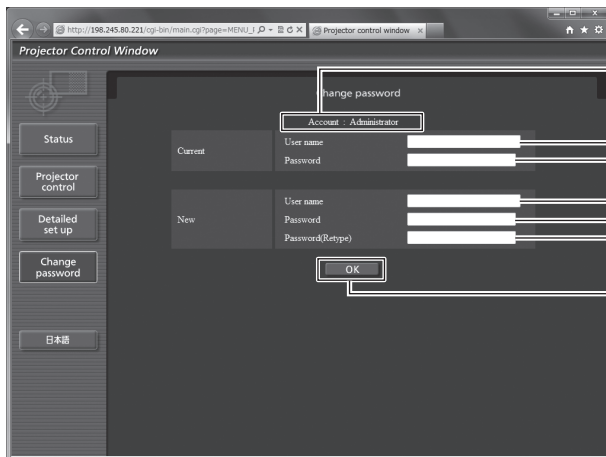 http://198.245.80.221/cgi-bin/main.cgi?page=MENU_
Projector control window
Projector Control Window
Change password
Account : Administrator
Status
Projector
control
Detailed
set up
Change
password
日本語
Current
User name
Password
New
User name
Password
Password(Retype)
OK